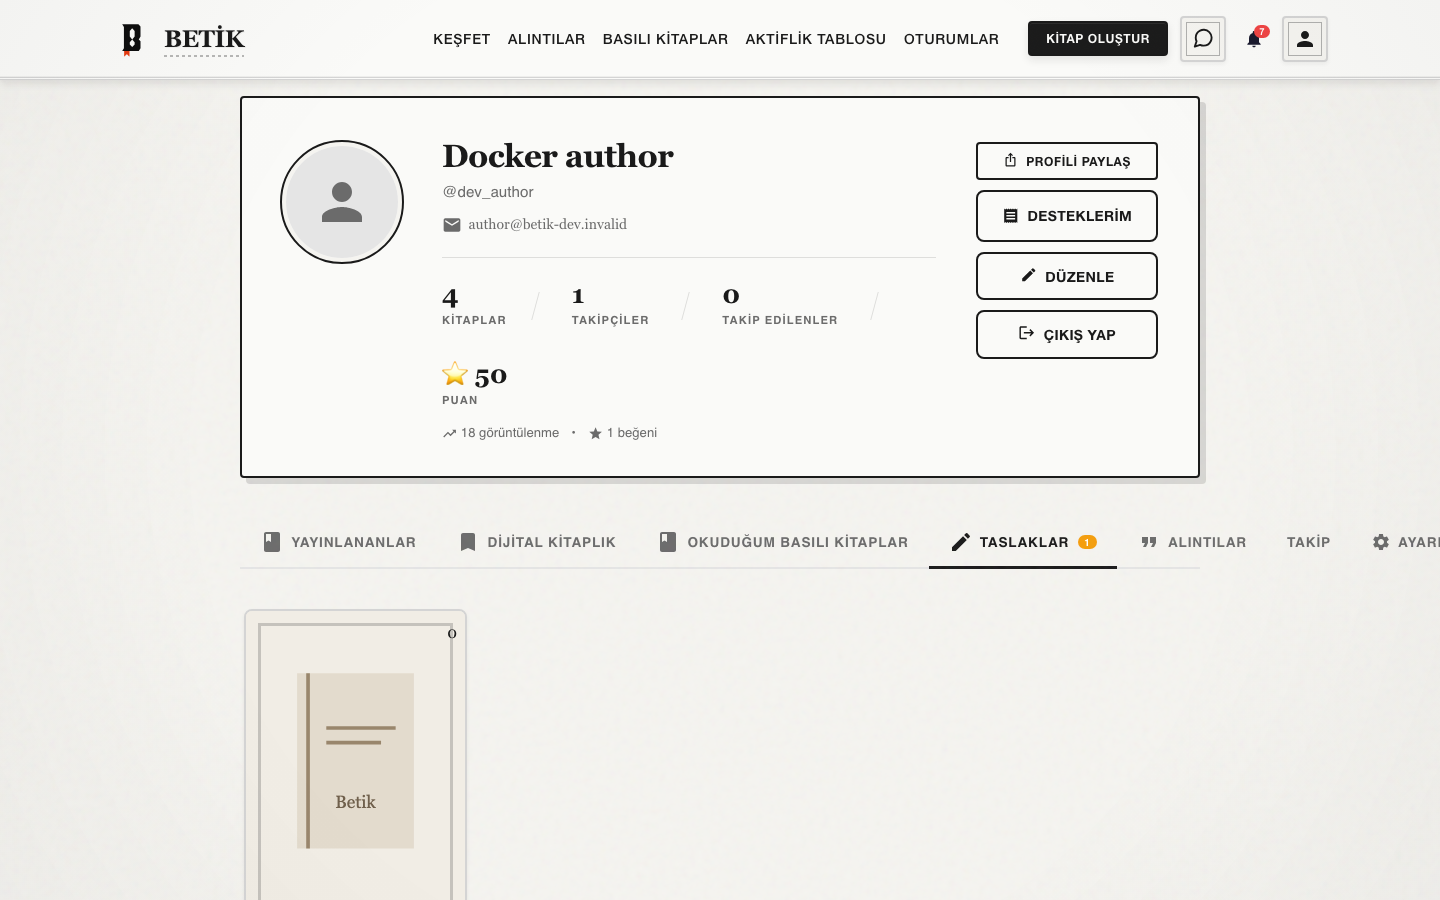 BETİK
KEŞFET ALINTILAR BASILI KİTAPLAR AKTİFLİK TABLOSU OTURUMLAR KİTAP OLUŞTUR 7
Docker author
@dev_author
author@betik-dev.invalid
4 1 0
KİTAPLAR TAKİPÇİLER TAKİP EDİLENLER
50
PUAN
18 görüntülenme • 1 beğeni
PROFİLİ PAYLAŞ
DESTEKLERİM
DÜZENLE
ÇIKIŞ YAP
YAYINLANANLAR DİJİTAL KİTAPLIK OKUDUĞUM BASILI KİTAPLAR TASLAKLAR 1 ALINTILAR TAKİP
0
Betik